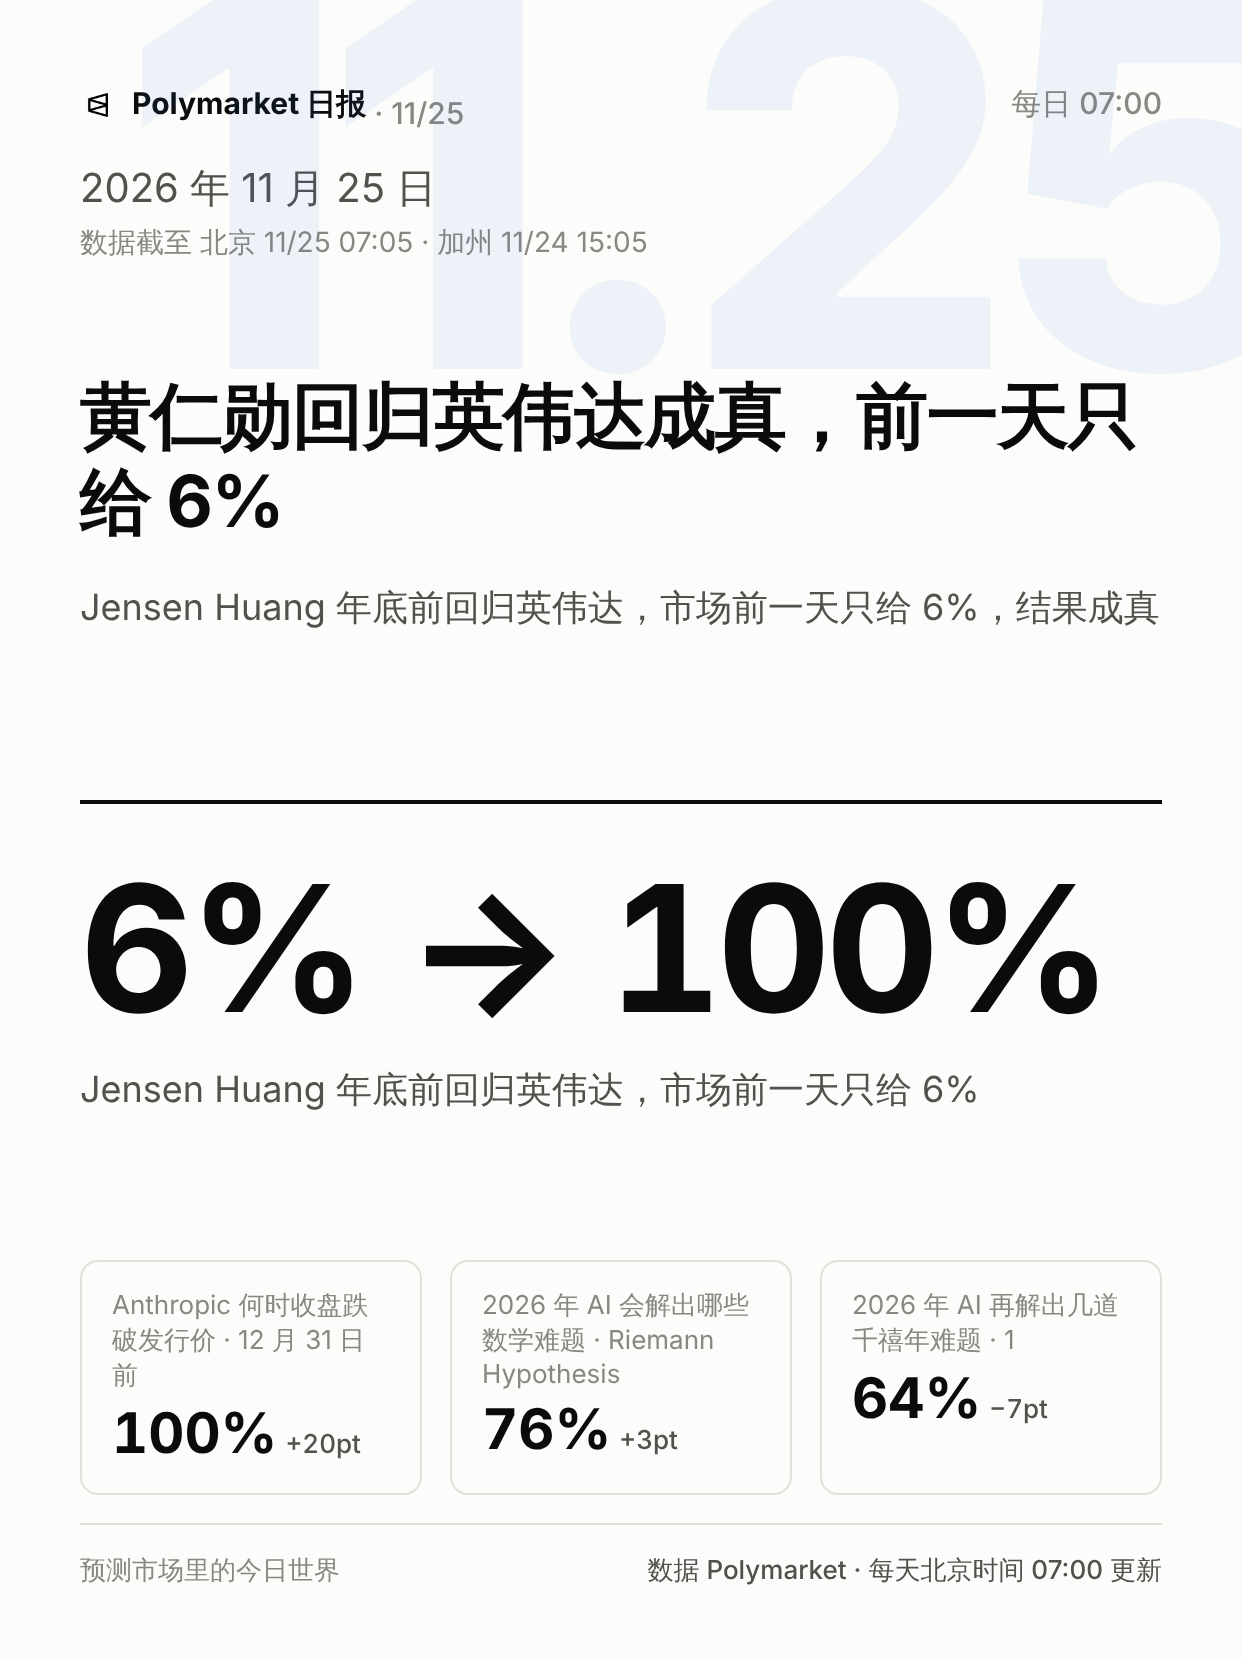 11.25
Polymarket 日报 · 11/25
每日 07:00
2026 年 11 月 25 日
数据截至 北京 11/25 07:05 · 加州 11/24 15:05
黄仁勋回归英伟达成真，前一天只
给 6%
Jensen Huang 年底前回归英伟达，市场前一天只给 6%，结果成真
6% → 100%
Jensen Huang 年底前回归英伟达，市场前一天只给 6%
Anthropic 何时收盘跌
破发行价 · 12 月 31 日
前
100% +20pt
2026 年 AI 会解出哪些
数学难题 · Riemann
Hypothesis
76% +3pt
2026 年 AI 再解出几道
千禧年难题 · 1
64% −7pt
预测市场里的今日世界
数据 Polymarket · 每天北京时间 07:00 更新